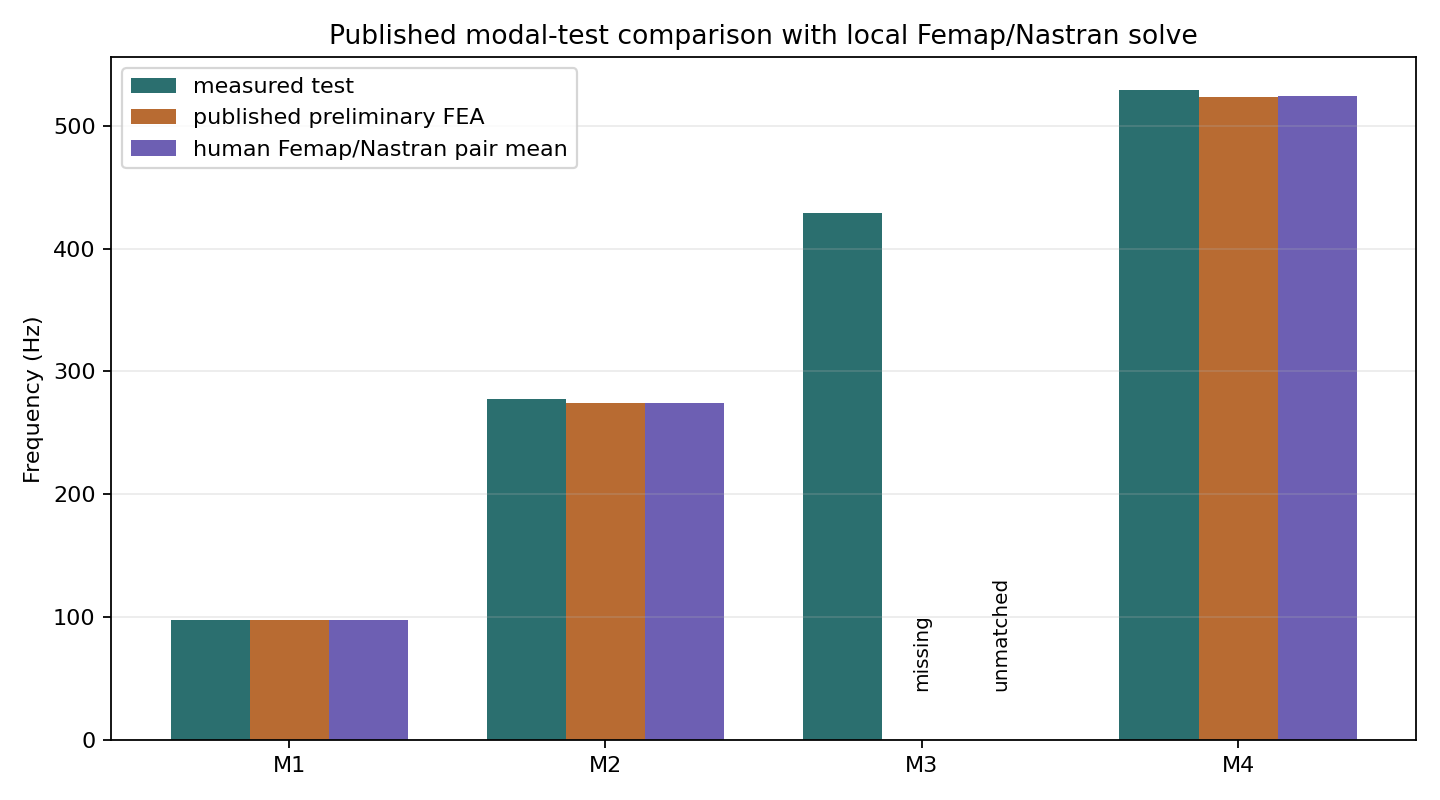 Published modal-test comparison with local Femap/Nastran solve
measured test
published preliminary FEA
human Femap/Nastran pair mean
Frequency (Hz)
500
400
300
200
100
0
missing
unmatched
M1
M2
M3
M4